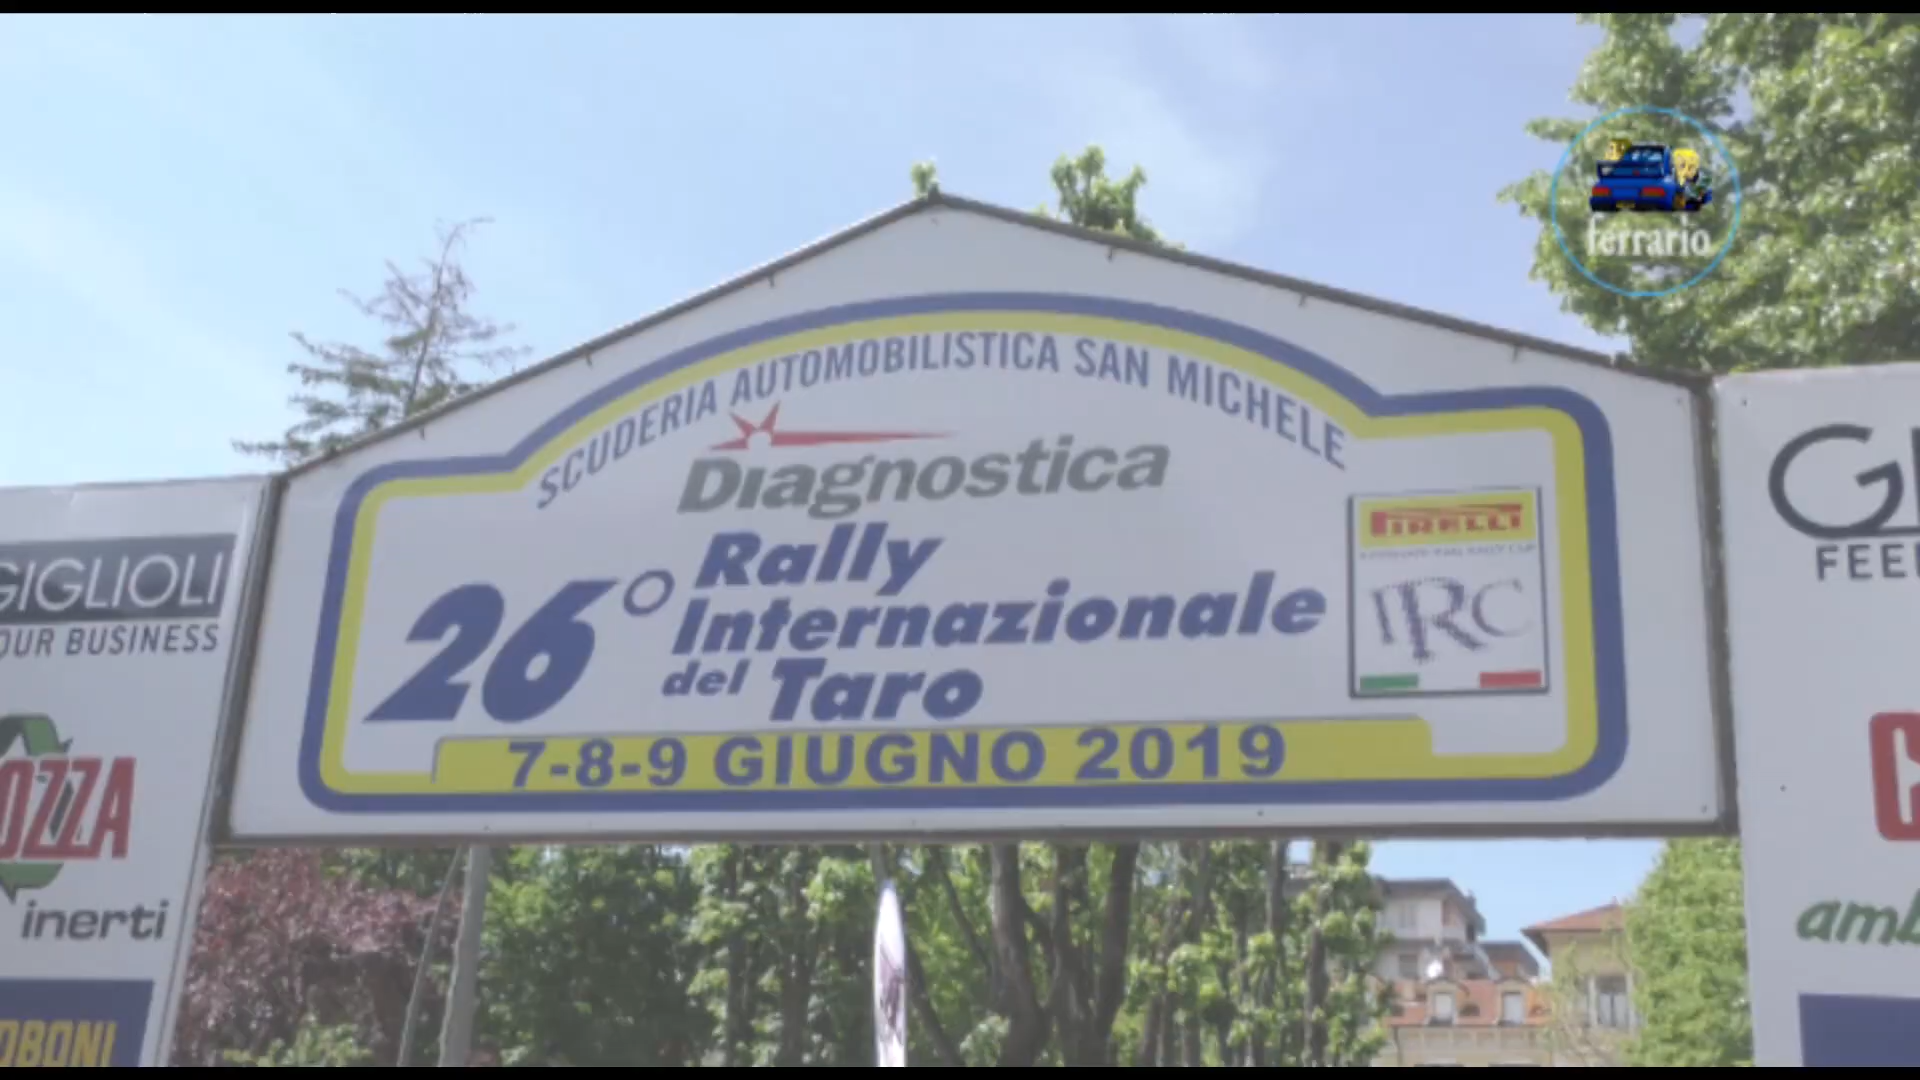 ferrario
SCUDERIA AUTOMOBILISTICA SAN MICHELE
Diagnostica
26° Rally
Internazionale
del Taro
7-8-9 GIUGNO 2019
PIRELLI
IRC
GIGLIOLI
OUR BUSINESS
OZZA
inerti
OBONI
G
FEE
C
amb